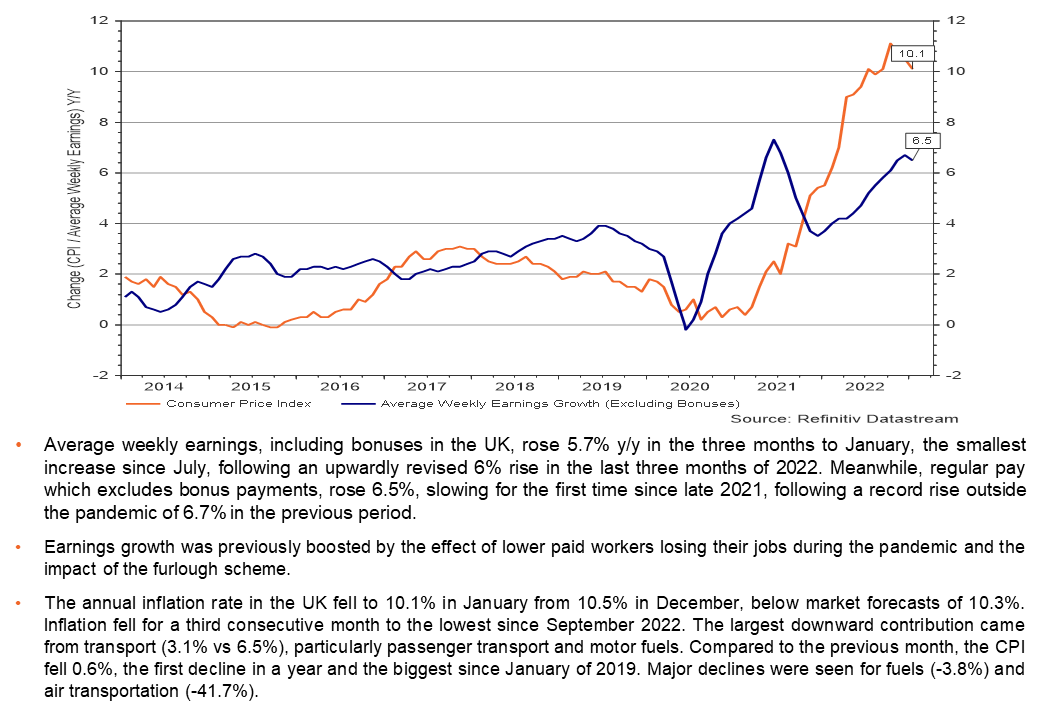 12 12
10.1
10 10
Change (CPI / Average Weekly Earnings) Y/Y
8 8
6.5
6 6
4 4
2 2
0 0
-2 -2
2014 2015 2016 2017 2018 2019 2020 2021 2022
Consumer Price Index Average Weekly Earnings Growth (Excluding Bonuses)
Source: Refinitiv Datastream
• Average weekly earnings, including bonuses in the UK, rose 5.7% y/y in the three months to January, the smallest
increase since July, following an upwardly revised 6% rise in the last three months of 2022. Meanwhile, regular pay
which excludes bonus payments, rose 6.5%, slowing for the first time since late 2021, following a record rise outside
the pandemic of 6.7% in the previous period.
• Earnings growth was previously boosted by the effect of lower paid workers losing their jobs during the pandemic and the
impact of the furlough scheme.
• The annual inflation rate in the UK fell to 10.1% in January from 10.5% in December, below market forecasts of 10.3%.
Inflation fell for a third consecutive month to the lowest since September 2022. The largest downward contribution came
from transport (3.1% vs 6.5%), particularly passenger transport and motor fuels. Compared to the previous month, the CPI
fell 0.6%, the first decline in a year and the biggest since January of 2019. Major declines were seen for fuels (-3.8%) and
air transportation (-41.7%).